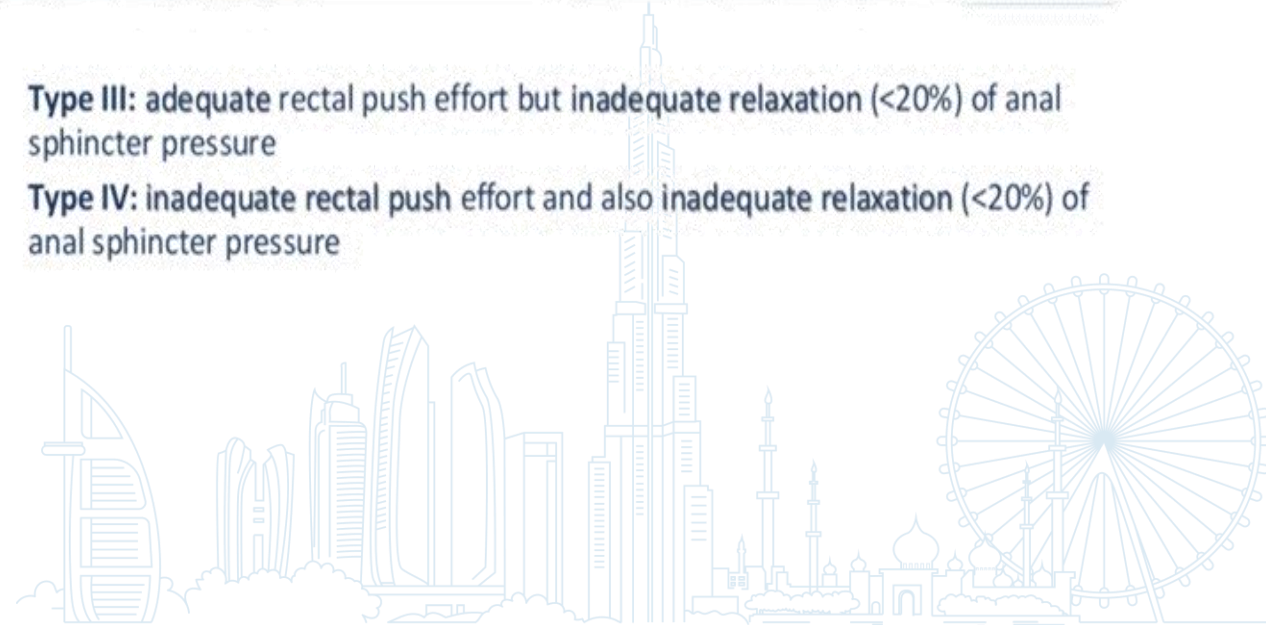 Type III: adequate rectal push effort but inadequate relaxation (<20%) of anal
sphincter pressure
Type IV: inadequate rectal push effort and also inadequate relaxation (<20%) of
anal sphincter pressure